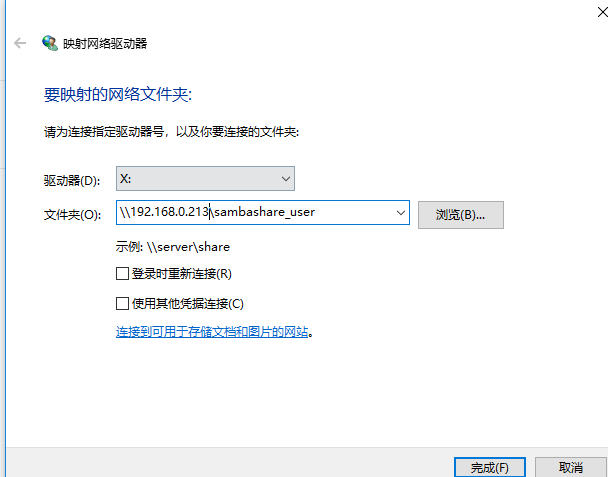 映射网络驱动器
要映射的网络文件夹:
请为连接指定驱动器号，以及你要连接的文件夹:
驱动器(D): X:
文件夹(O): \\192.168.0.213\sambashare_user 浏览(B)...
示例: \\server\share
登录时重新连接(R)
使用其他凭据连接(C)
连接到可用于存储文档和图片的网站。
完成(F) 取消